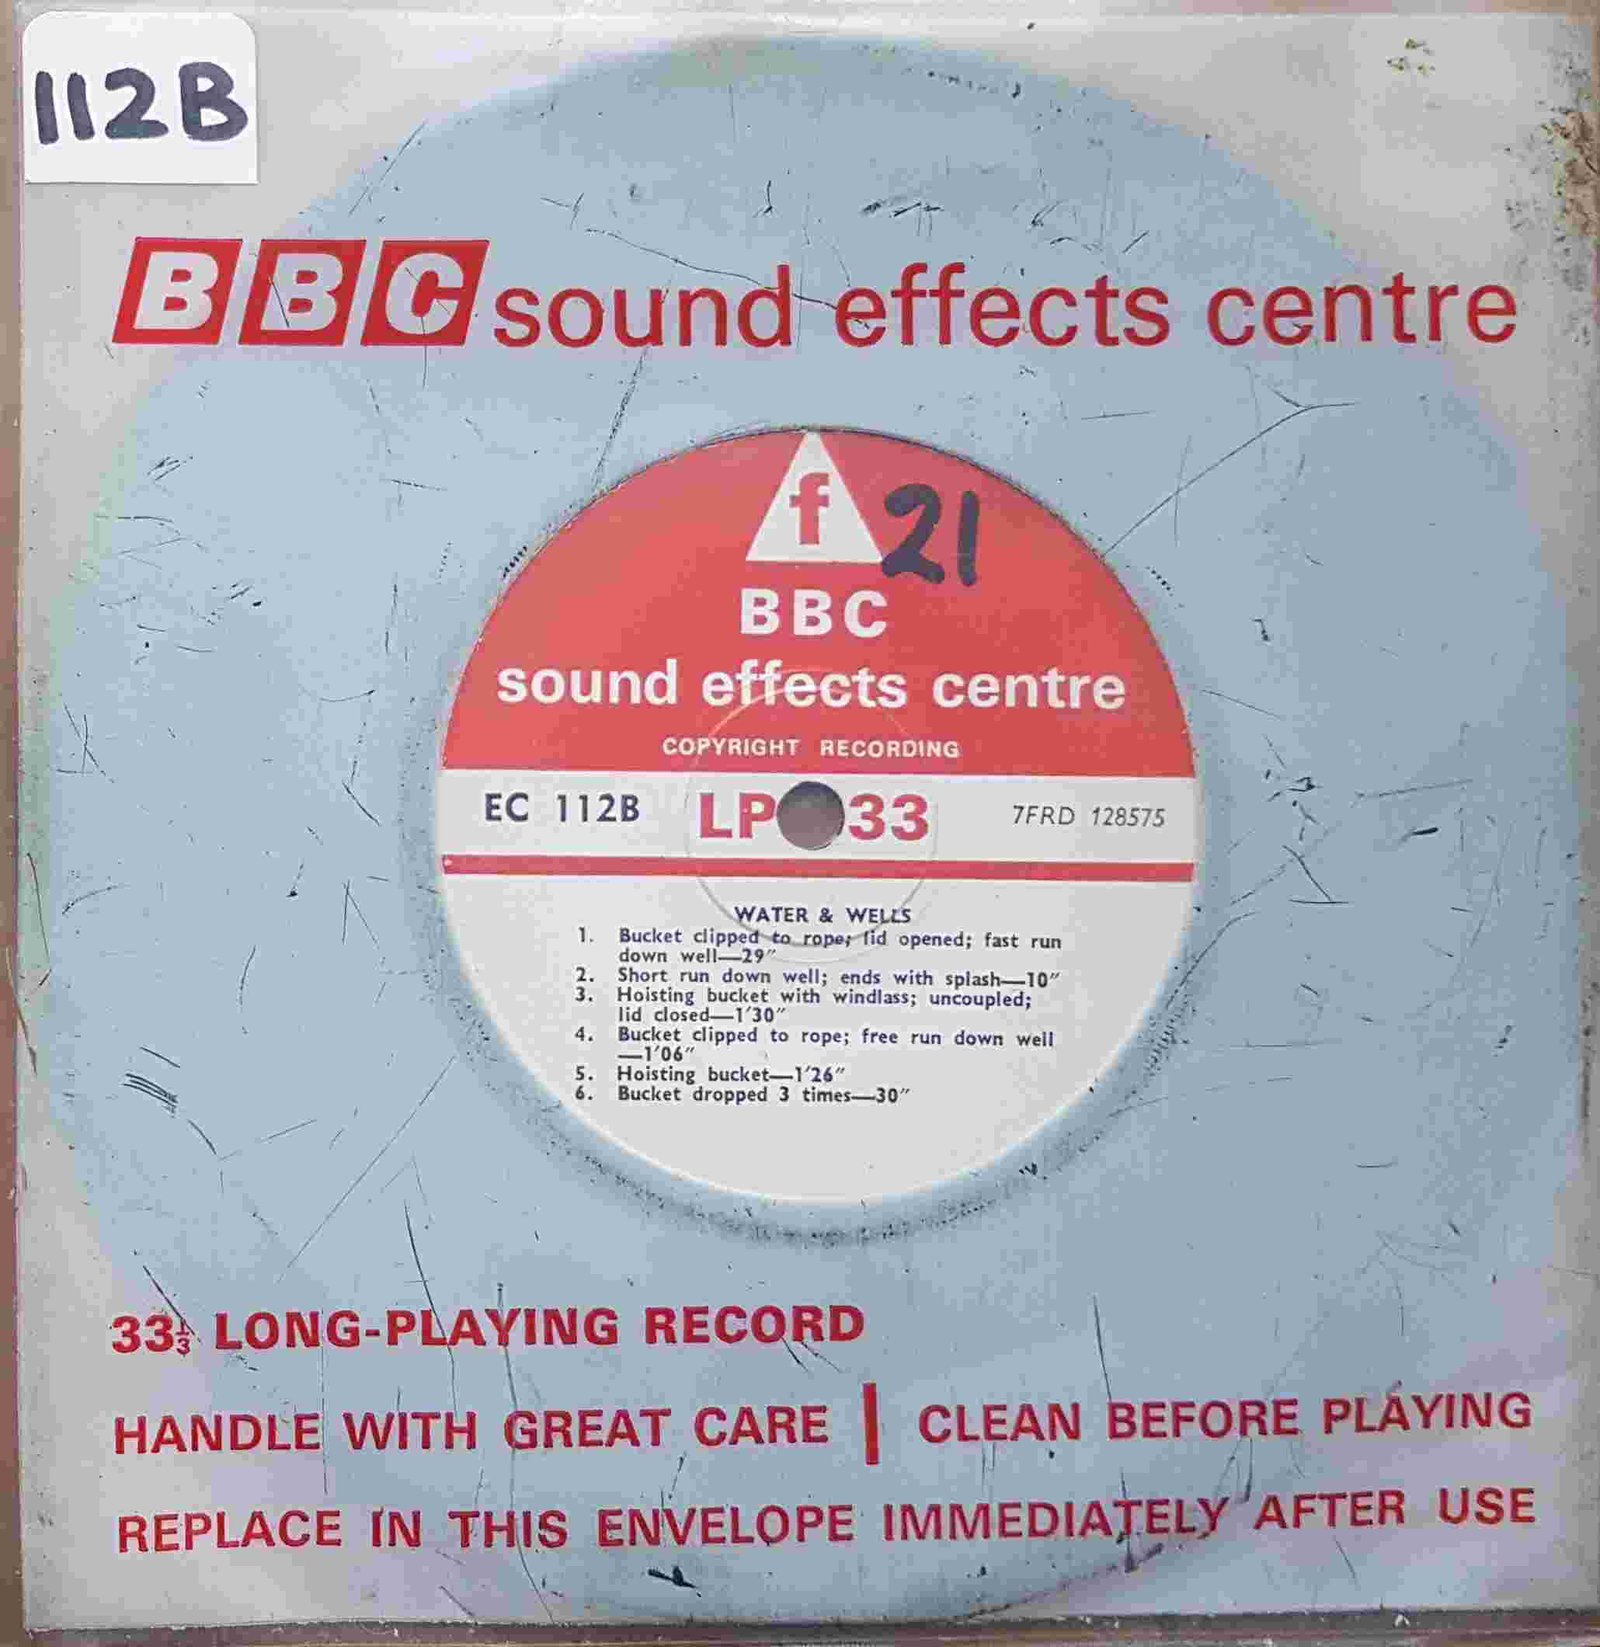 112B
BBC sound effects centre
f 21
BBC
sound effects centre
COPYRIGHT RECORDING
EC 112B LP 33 7FRD 128575
WATER & WELLS
1. Bucket clipped to rope; lid opened; fast run
down well—29″
2. Short run down well; ends with splash—10″
3. Hoisting bucket with windlass; uncoupled;
lid closed—1′30″
4. Bucket clipped to rope; free run down well
—1′06″
5. Hoisting bucket—1′26″
6. Bucket dropped 3 times—30″
33⅓ LONG-PLAYING RECORD
HANDLE WITH GREAT CARE | CLEAN BEFORE PLAYING
REPLACE IN THIS ENVELOPE IMMEDIATELY AFTER USE